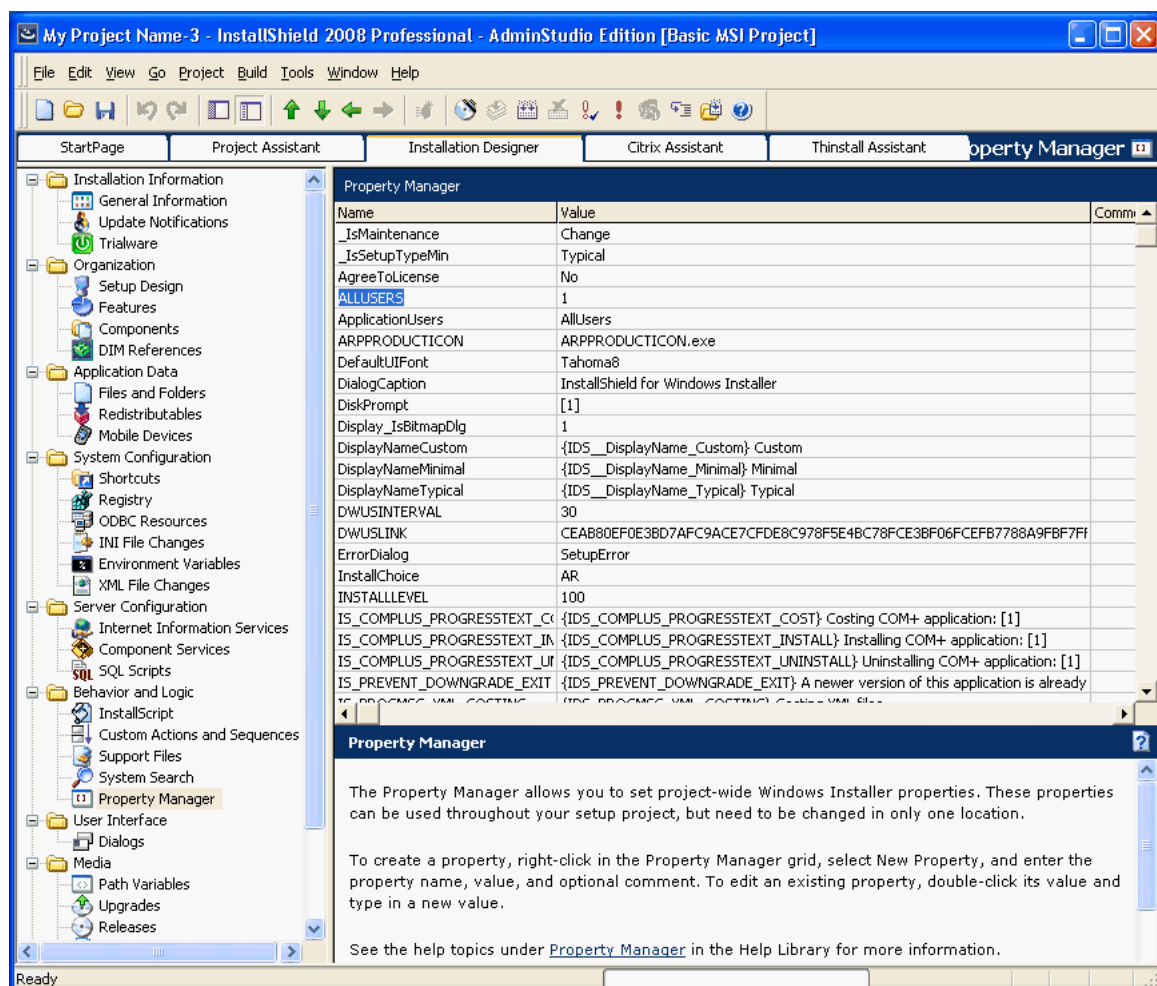 My Project Name-3 - InstallShield 2008 Professional - AdminStudio Edition [Basic MSI Project]
File Edit View Go Project Build Tools Window Help
StartPage Project Assistant Installation Designer Citrix Assistant Thinstall Assistant operty Manager
Installation Information
General Information
Update Notifications
Trialware
Organization
Setup Design
Features
Components
DIM References
Application Data
Files and Folders
Redistributables
Mobile Devices
System Configuration
Shortcuts
Registry
ODBC Resources
INI File Changes
Environment Variables
XML File Changes
Server Configuration
Internet Information Services
Component Services
SQL Scripts
Behavior and Logic
InstallScript
Custom Actions and Sequences
Support Files
System Search
Property Manager
User Interface
Dialogs
Media
Path Variables
Upgrades
Releases
Property Manager
Name Value Comm
_IsMaintenance Change
_IsSetupTypeMin Typical
AgreeToLicense No
ALLUSERS 1
ApplicationUsers AllUsers
ARPPRODUCTICON ARPPRODUCTICON.exe
DefaultUIFont Tahoma8
DialogCaption InstallShield for Windows Installer
DiskPrompt [1]
Display_IsBitmapDlg 1
DisplayNameCustom {IDS__DisplayName_Custom} Custom
DisplayNameMinimal {IDS__DisplayName_Minimal} Minimal
DisplayNameTypical {IDS__DisplayName_Typical} Typical
DWUSINTERVAL 30
DWUSLINK CEAB80EF0E3BD7AFC9ACE7CFDE8C978F5E4BC78FCE3BF06FCEFB7788A9FBF7FF
ErrorDialog SetupError
InstallChoice AR
INSTALLLEVEL 100
IS_COMPLUS_PROGRESSTEXT_CO {IDS_COMPLUS_PROGRESSTEXT_COST} Costing COM+ application: [1]
IS_COMPLUS_PROGRESSTEXT_IN {IDS_COMPLUS_PROGRESSTEXT_INSTALL} Installing COM+ application: [1]
IS_COMPLUS_PROGRESSTEXT_UN {IDS_COMPLUS_PROGRESSTEXT_UNINSTALL} Uninstalling COM+ application: [1]
IS_PREVENT_DOWNGRADE_EXIT {IDS_PREVENT_DOWNGRADE_EXIT} A newer version of this application is already
IS_PROGMSG_XML_COSTING {IDS_PROGMSG_XML_COSTING} Costing XML files
Property Manager
The Property Manager allows you to set project-wide Windows Installer properties. These properties
can be used throughout your setup project, but need to be changed in only one location.
To create a property, right-click in the Property Manager grid, select New Property, and enter the
property name, value, and optional comment. To edit an existing property, double-click its value and
type in a new value.
See the help topics under Property Manager in the Help Library for more information.
Ready